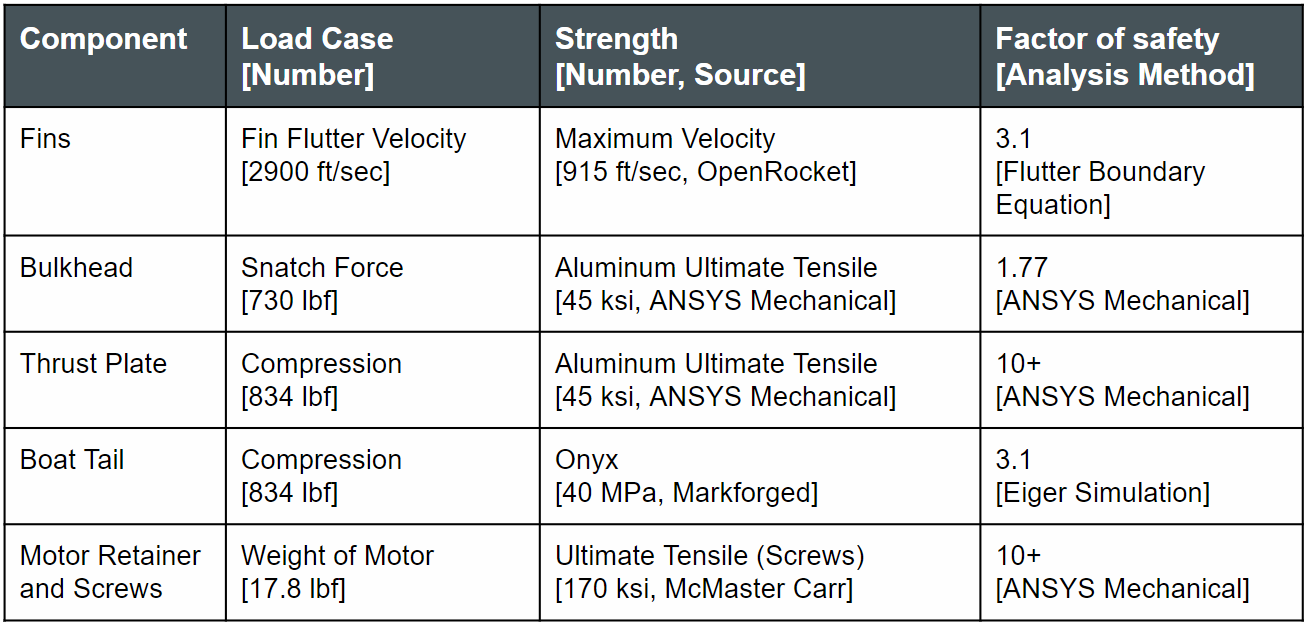 Component
Load Case
[Number]
Strength
[Number, Source]
Factor of safety
[Analysis Method]
Fins
Fin Flutter Velocity
[2900 ft/sec]
Maximum Velocity
[915 ft/sec, OpenRocket]
3.1
[Flutter Boundary
Equation]
Bulkhead
Snatch Force
[730 lbf]
Aluminum Ultimate Tensile
[45 ksi, ANSYS Mechanical]
1.77
[ANSYS Mechanical]
Thrust Plate
Compression
[834 lbf]
Aluminum Ultimate Tensile
[45 ksi, ANSYS Mechanical]
10+
[ANSYS Mechanical]
Boat Tail
Compression
[834 lbf]
Onyx
[40 MPa, Markforged]
3.1
[Eiger Simulation]
Motor Retainer
and Screws
Weight of Motor
[17.8 lbf]
Ultimate Tensile (Screws)
[170 ksi, McMaster Carr]
10+
[ANSYS Mechanical]